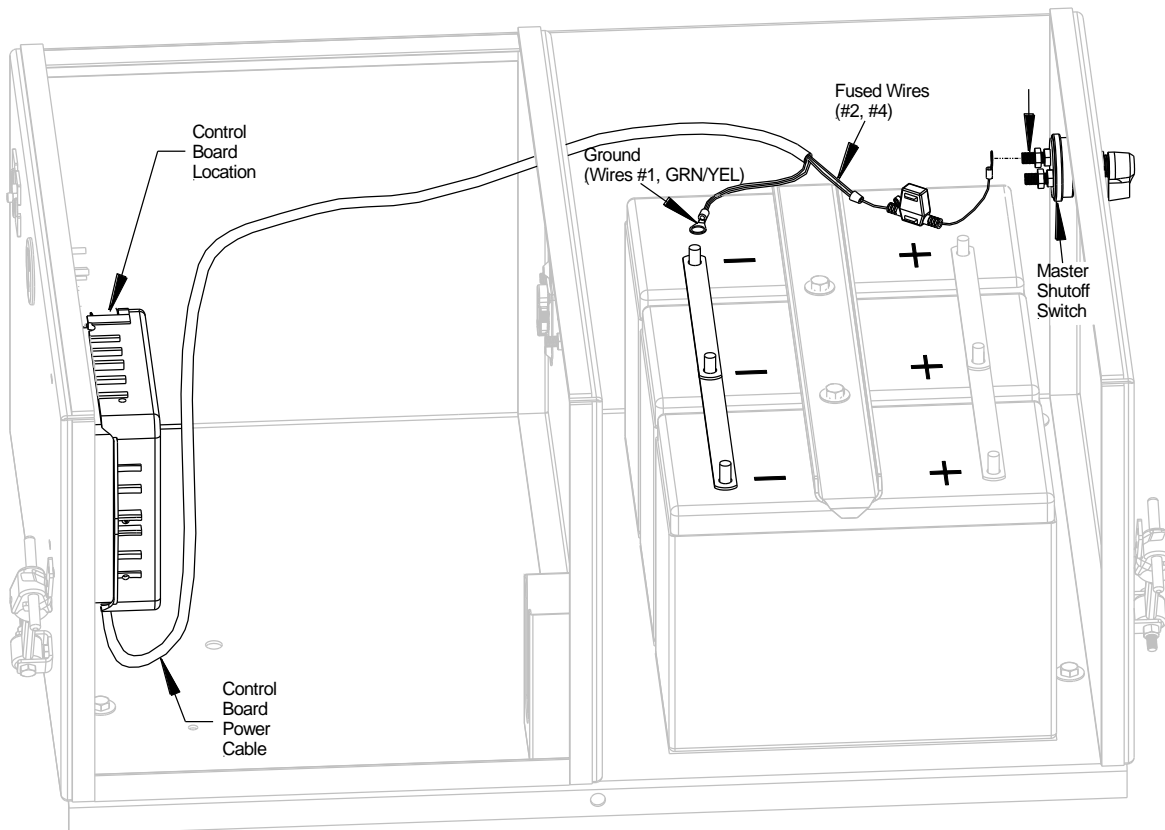 Fused Wires
(#2, #4)
Control
Board
Location
Ground
(Wires #1, GRN/YEL)
− +
Master
Shutoff
Switch
− +
− +
Control
Board
Power
Cable